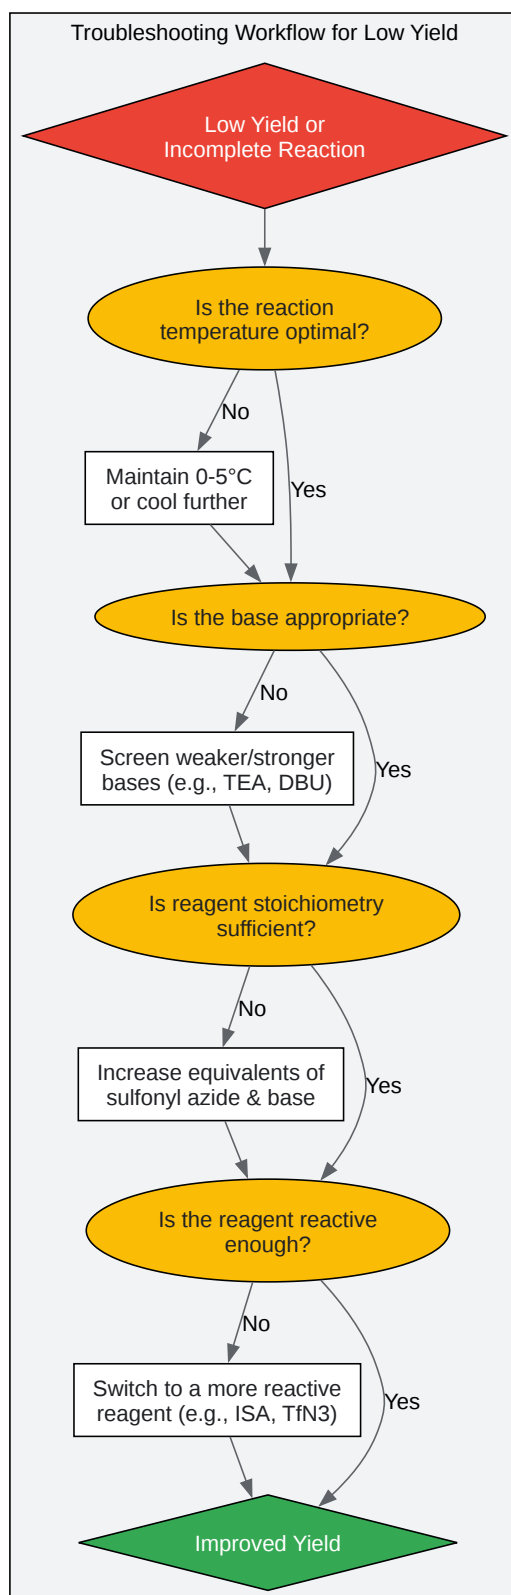 Troubleshooting Workflow for Low Yield
Low Yield or
Incomplete Reaction
Is the reaction
temperature optimal?
No
Maintain 0-5°C
or cool further
Yes
Is the base appropriate?
No
Screen weaker/stronger
bases (e.g., TEA, DBU)
Yes
Is reagent stoichiometry
sufficient?
No
Increase equivalents of
sulfonyl azide & base
Yes
Is the reagent reactive
enough?
No
Switch to a more reactive
reagent (e.g., ISA, TfN3)
Yes
Improved Yield